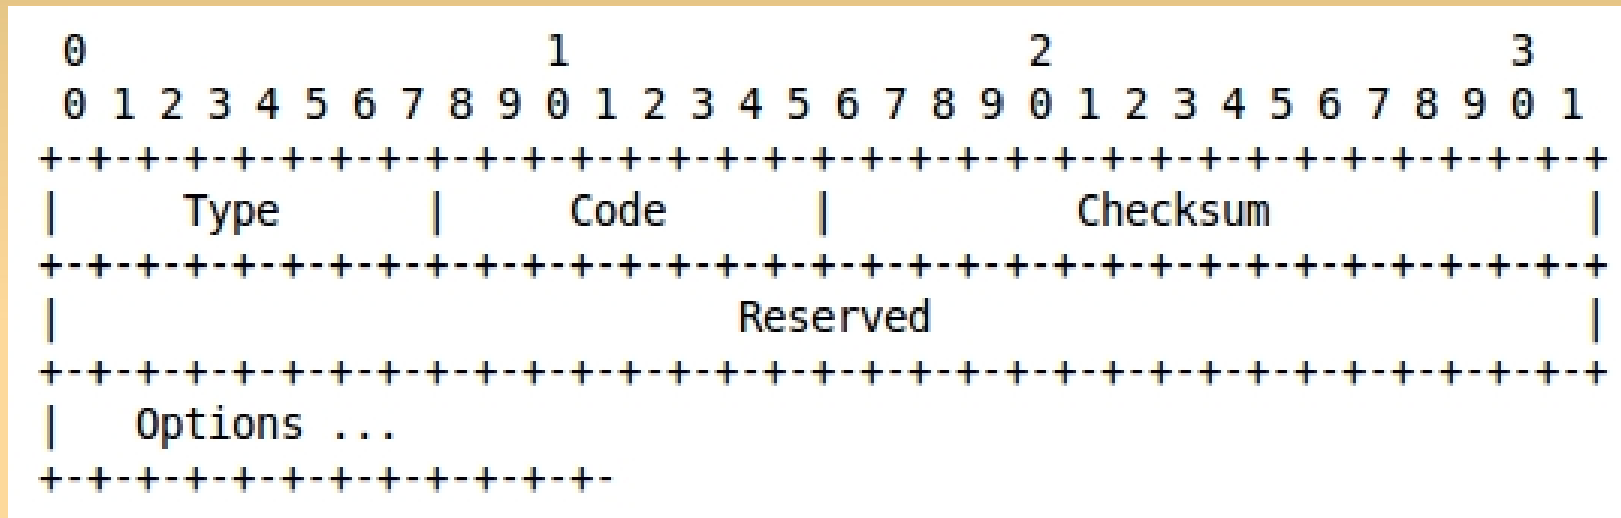 0                   1                   2                   3
 0 1 2 3 4 5 6 7 8 9 0 1 2 3 4 5 6 7 8 9 0 1 2 3 4 5 6 7 8 9 0 1
+-+-+-+-+-+-+-+-+-+-+-+-+-+-+-+-+-+-+-+-+-+-+-+-+-+-+-+-+-+-+-+-+
|     Type      |     Code      |          Checksum             |
+-+-+-+-+-+-+-+-+-+-+-+-+-+-+-+-+-+-+-+-+-+-+-+-+-+-+-+-+-+-+-+-+
|                            Reserved                           |
+-+-+-+-+-+-+-+-+-+-+-+-+-+-+-+-+-+-+-+-+-+-+-+-+-+-+-+-+-+-+-+-+
|   Options ...
+-+-+-+-+-+-+-+-+-+-+-+-